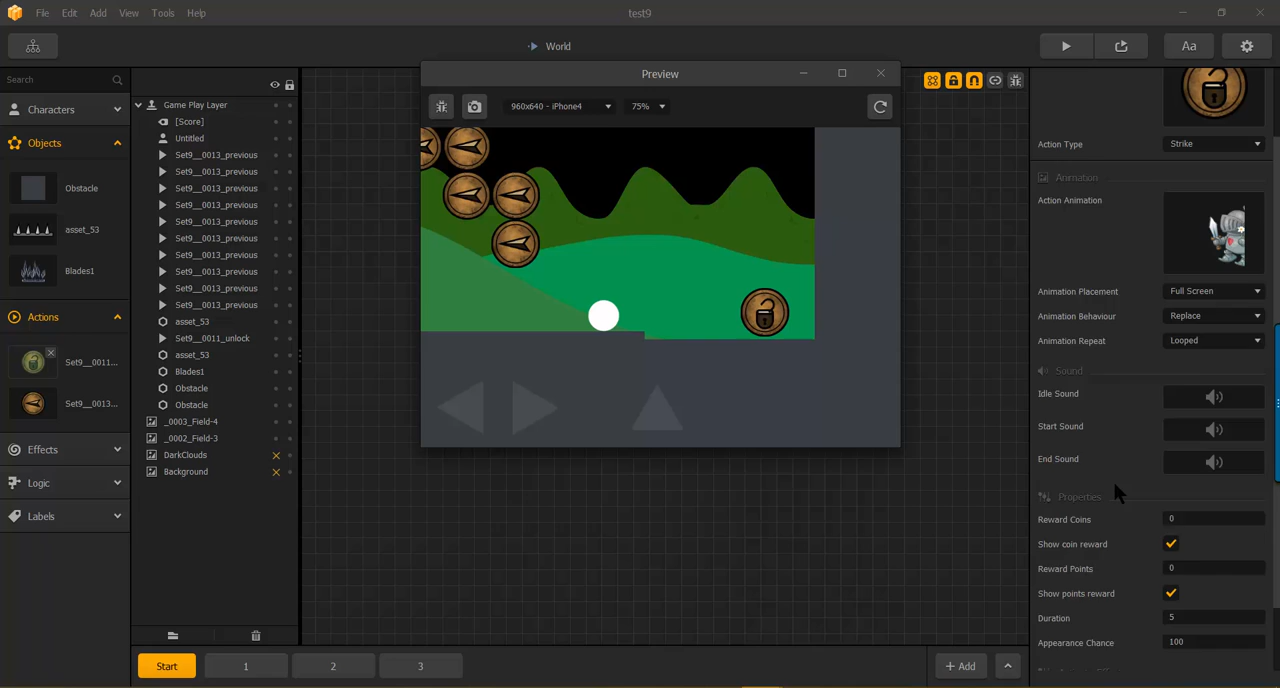 File Edit Add View Tools Help
test9
World
Aa
Search
Characters
Objects
Obstacle
asset_53
Blades1
Actions
Set9__0011...
Set9__0013...
Effects
Logic
Labels
Game Play Layer
[Score]
Untitled
Set9__0013_previous
Set9__0013_previous
Set9__0013_previous
Set9__0013_previous
Set9__0013_previous
Set9__0013_previous
Set9__0013_previous
Set9__0013_previous
Set9__0013_previous
Set9__0013_previous
asset_53
Set9__0011_unlock
asset_53
Blades1
Obstacle
Obstacle
_0003_Field-4
_0002_Field-3
DarkClouds
Background
Preview
960x640 - iPhone4
75%
Action Type Strike
Animation
Action Animation
Animation Placement Full Screen
Animation Behaviour Replace
Animation Repeat Looped
Sound
Idle Sound
Start Sound
End Sound
Properties
Reward Coins 0
Show coin reward
Reward Points 0
Show points reward
Duration 5
Appearance Chance 100
Start 1 2 3
+ Add